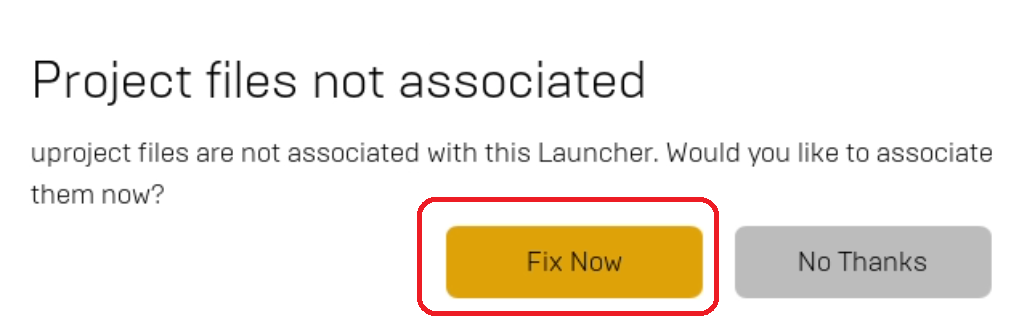 Project files not associated
uproject files are not associated with this Launcher. Would you like to associate
them now?
Fix Now
No Thanks